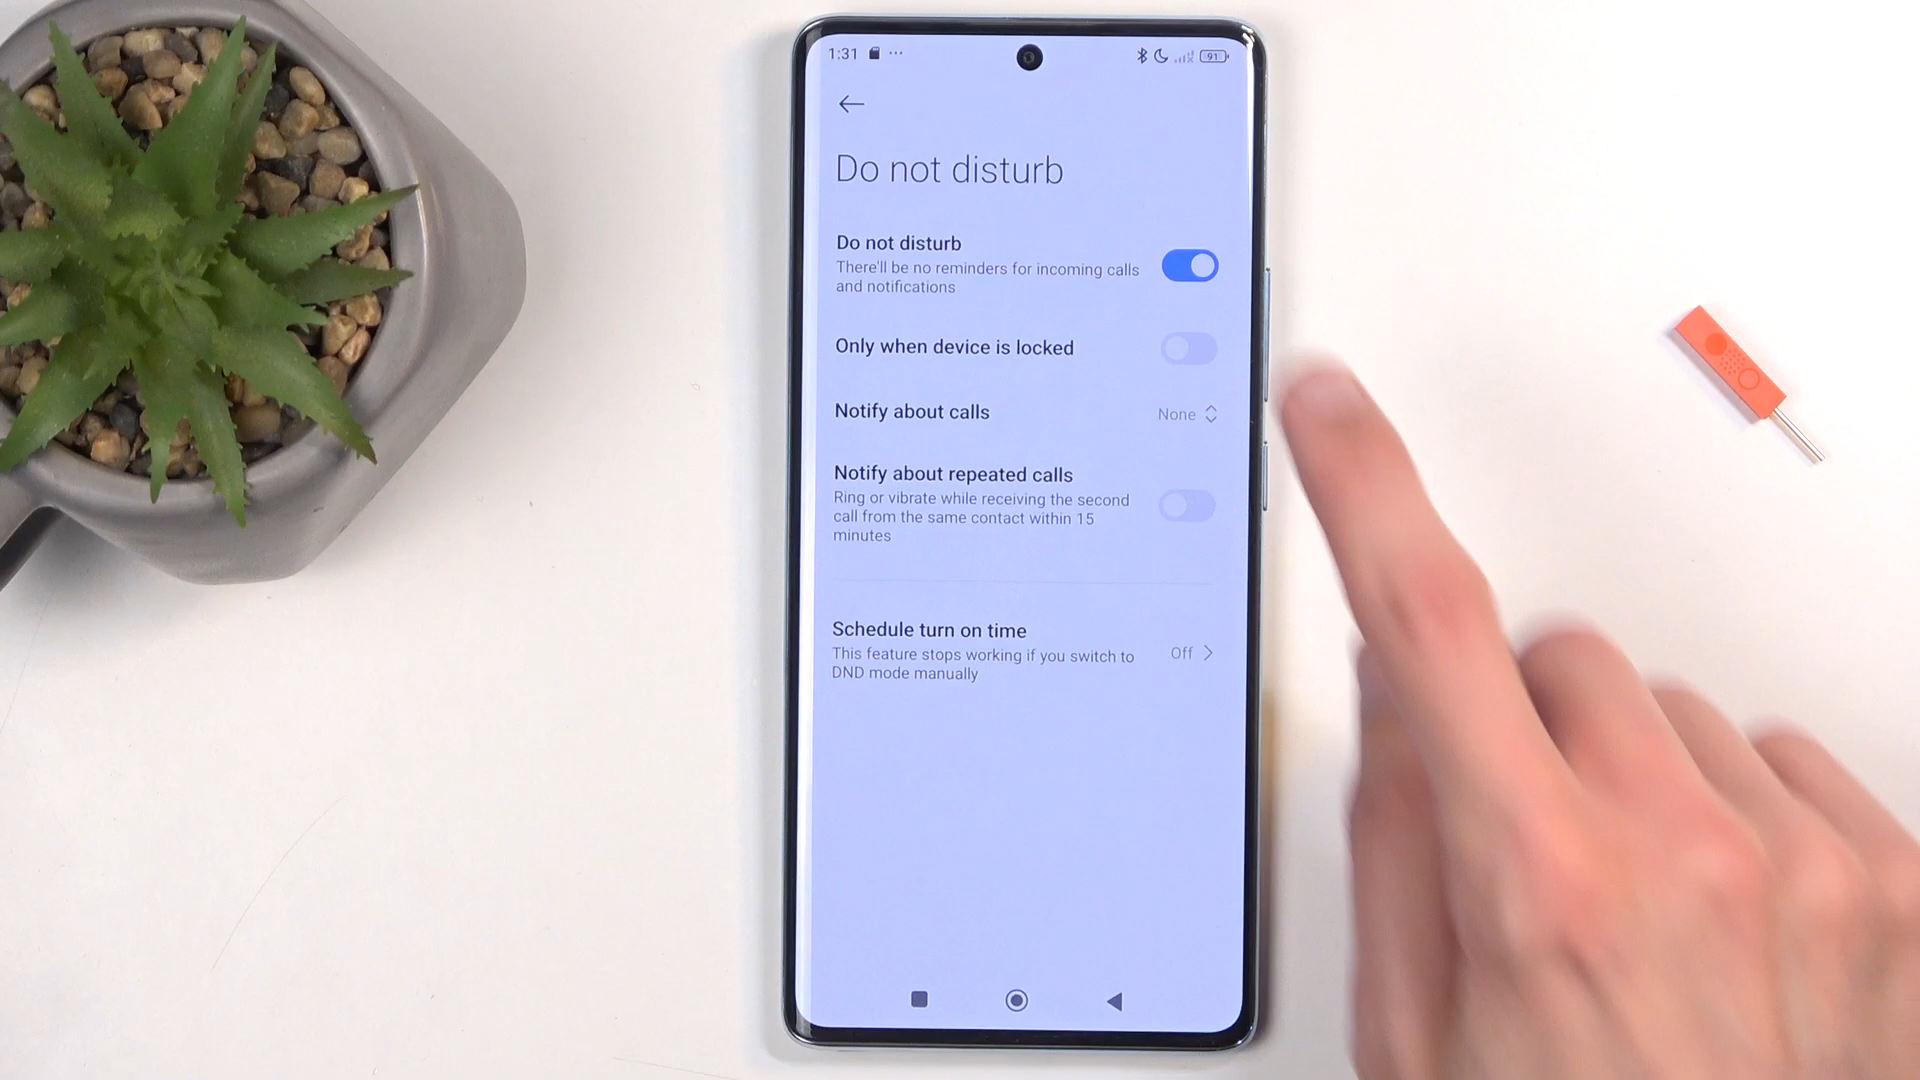 1:31 ...
91
Do not disturb
Do not disturb
There'll be no reminders for incoming calls
and notifications
Only when device is locked
Notify about calls
None
Notify about repeated calls
Ring or vibrate while receiving the second
call from the same contact within 15
minutes
Schedule turn on time
This feature stops working if you switch to
DND mode manually
Off